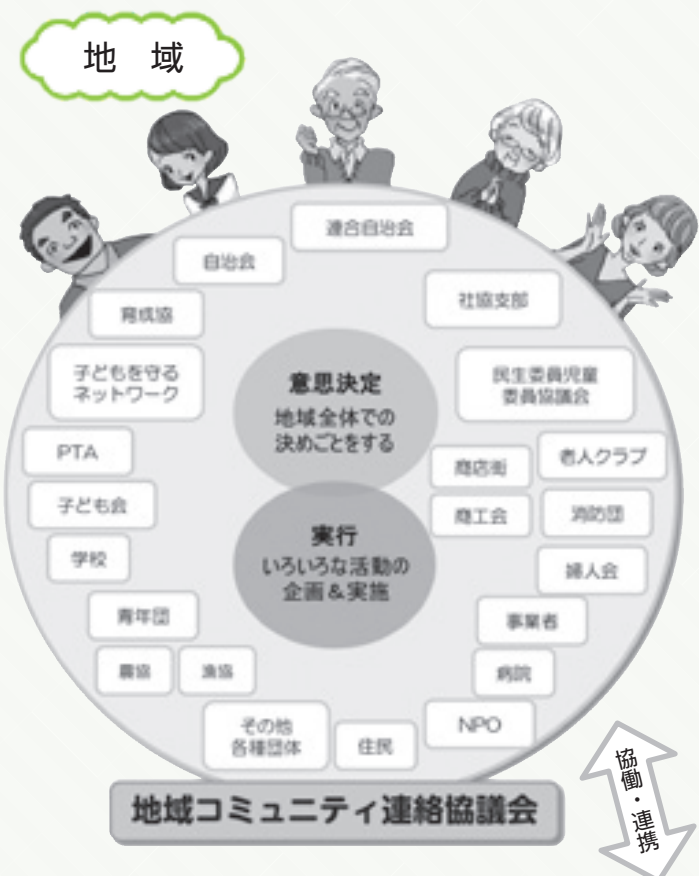 地 域
連合自治会
自治会
社協支部
育成協
子どもを守る
ネットワーク
意思決定
地域全体での
決めごとをする
民生委員児童
委員協議会
PTA
商店街
老人クラブ
子ども会
商工会
消防団
実行
いろいろな活動の
企画&実施
学校
婦人会
青年団
事業者
農協
漁協
病院
その他
各種団体
住民
NPO
地域コミュニティ連絡協議会
協働・連携